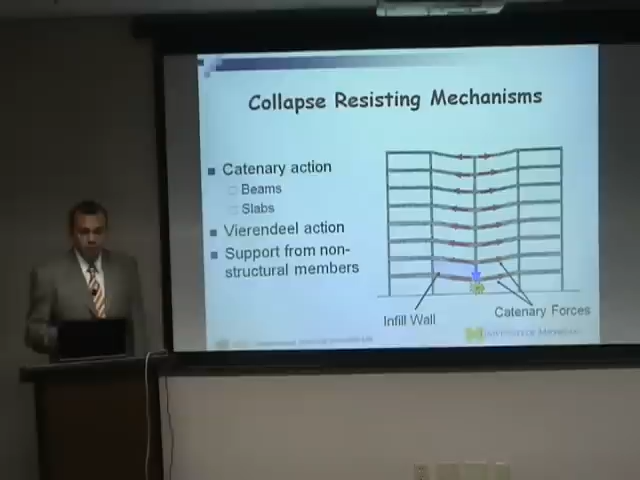 Collapse Resisting Mechanisms
Catenary action
Beams
Slabs
Vierendeel action
Support from non-
structural members
Infill Wall
Catenary Forces